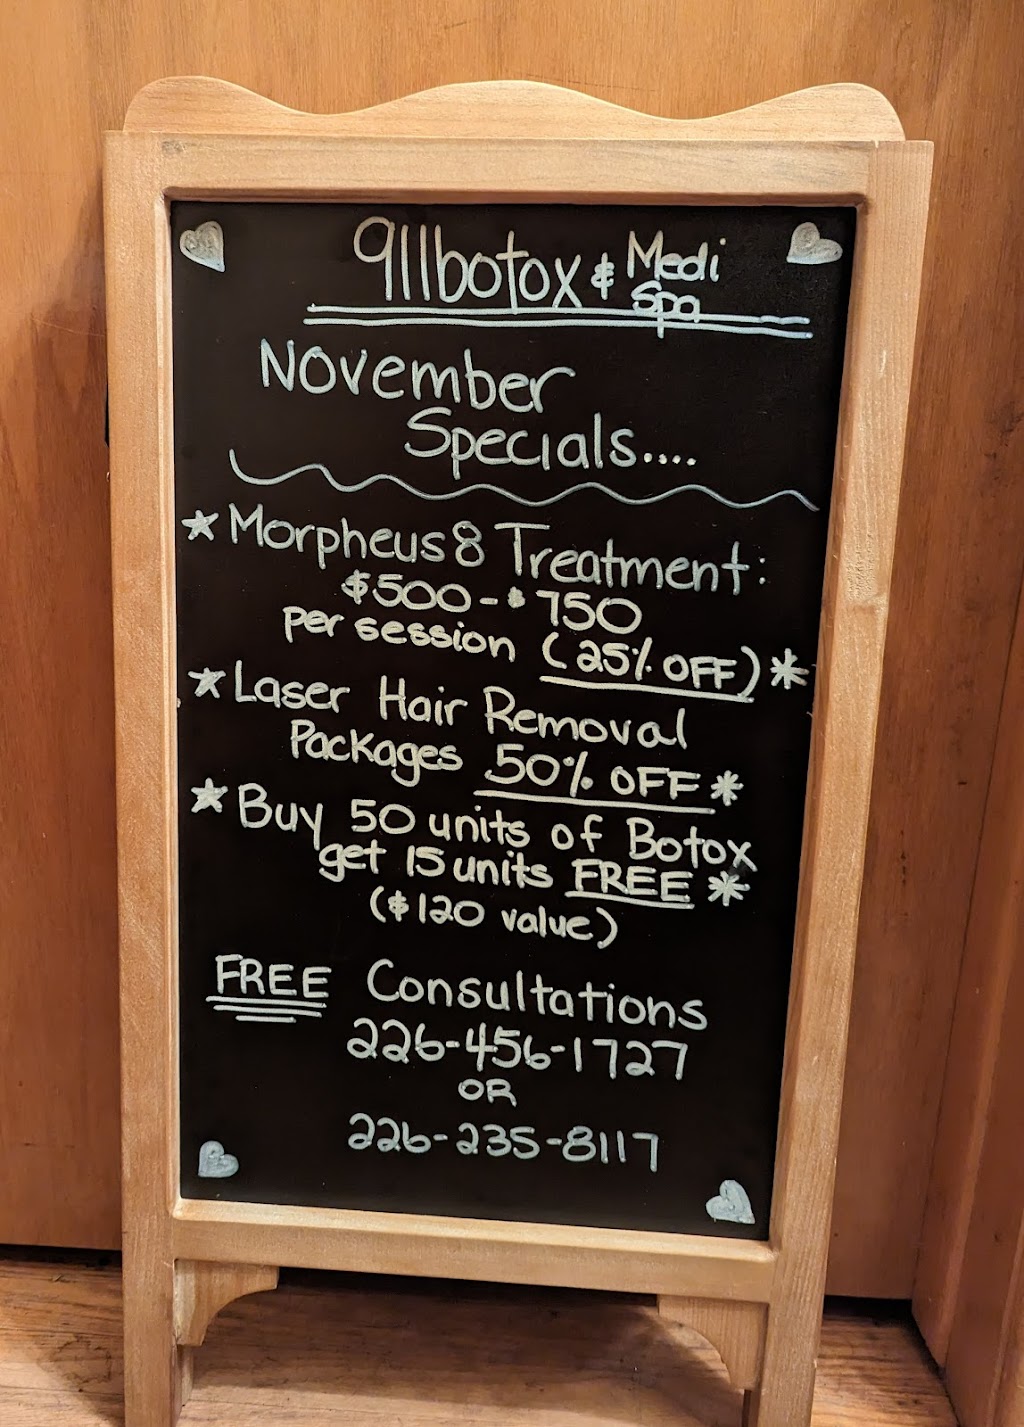 911botox & Medi Spa
November
Specials....
★ Morpheus8 Treatment:
$500-$750
per session (25% OFF) *
★ Laser Hair Removal
Packages 50% OFF *
★ Buy 50 units of Botox
get 15 units FREE *
($120 value)
FREE Consultations
226-456-1727
OR
226-235-8117